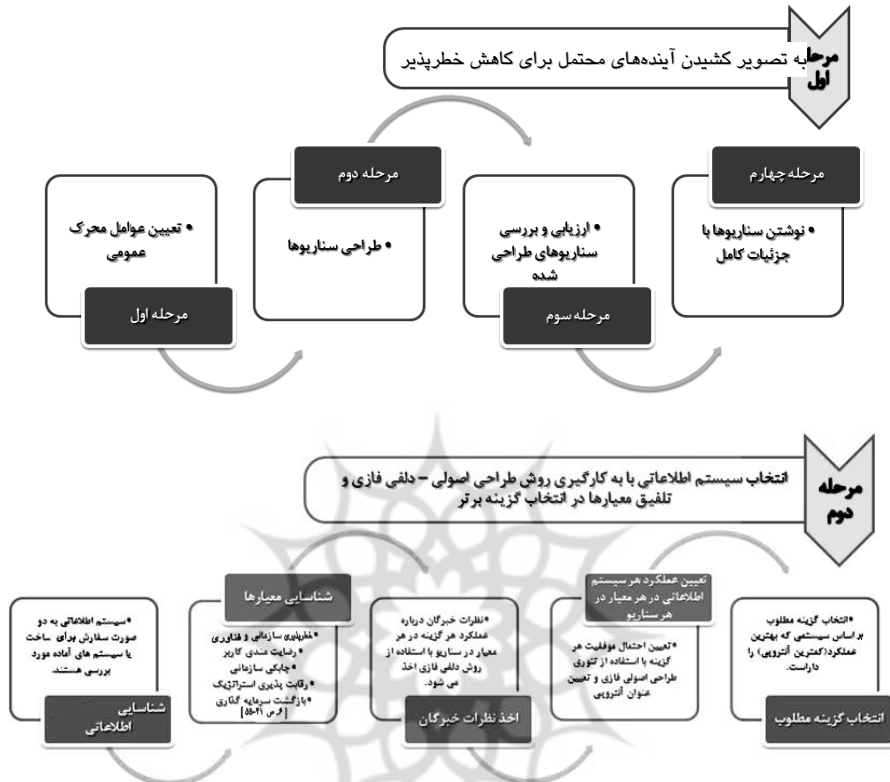 مرحله
اول
به تصویر کشیدن آینده‌های محتمل برای کاهش خطرپذیر
• تعیین عوامل محرک
عمومی
مرحله اول
مرحله دوم
• طراحی سناریوها
• ارزیابی و بررسی
سناریوهای طراحی
شده
مرحله سوم
مرحله چهارم
• نوشتن سناریوها با
جزئیات کامل
مرحله
دوم
انتخاب سیستم اطلاعاتی با به کارگیری روش طراحی اصولی – دلفی فازی و
تلفیق معیارها در انتخاب گزینه برتر
•سیستم اطلاعاتی به دو
صورت سفارش برای ساخت
یا سیستم های آماده مورد
بررسی هستند.
شناسایی
اطلاعاتی
شناسایی معیارها
•خطرپذیری سازمانی و فناوری
•رضایت مندی کاربر
•چابکی سازمانی
•رقابت پذیری استراتژیک
•بازگشت سرمایه گذاری
•نظرات خبرگان درباره
عملکرد هر گزینه در هر
معیار در سناریو با استفاده از
روش دلفی فازی اخذ
می شود.
اخذ نظرات خبرگان
تعیین عملکرد هر سیستم
اطلاعاتی در هر معیار در
هر سناریو
•تعیین احتمال موفقیت هر
گزینه با استفاده از تئوری
طراحی اصولی فازی و تعیین
عنوان آنتروپی
•انتخاب گزینه مطلوب
بر اساس سیستمی که بهترین
عملکرد(کمترین آنتروپی) را
داراست.
انتخاب گزینه مطلوب